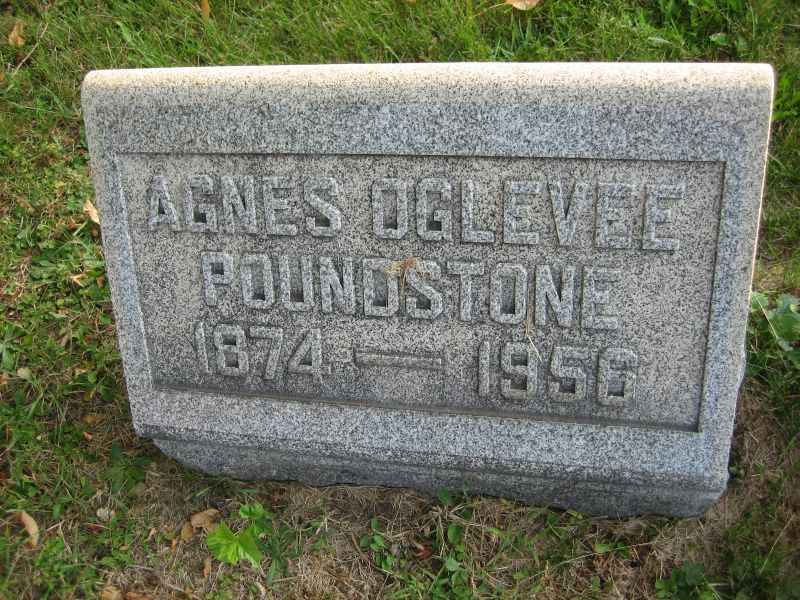 AGNES OGLEVEE
POUNDSTONE
1874 — 1956